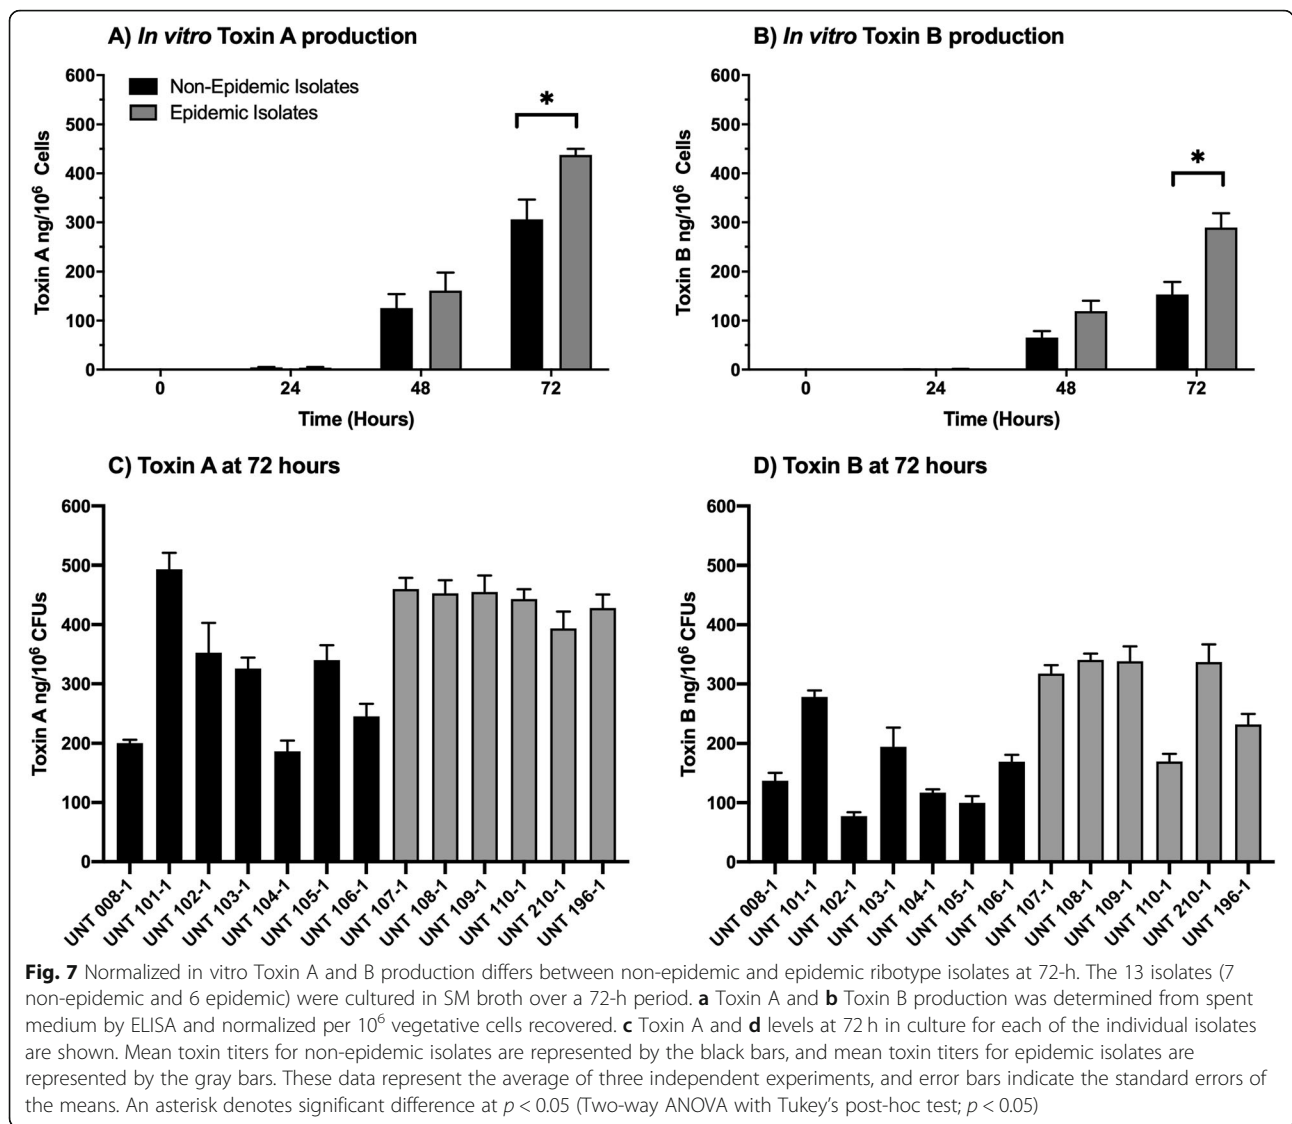 A) In vitro Toxin A production
600
500
400
300
200
100
0
Toxin A ng/10⁶ Cells
Non-Epidemic Isolates
Epidemic Isolates
*
0 24 48 72
Time (Hours)
B) In vitro Toxin B production
600
500
400
300
200
100
0
Toxin B ng/10⁶ Cells
*
0 24 48 72
Time (Hours)
C) Toxin A at 72 hours
600
500
400
300
200
100
0
Toxin A ng/10⁶ CFUs
UNT 008-1
UNT 101-1
UNT 102-1
UNT 103-1
UNT 104-1
UNT 105-1
UNT 106-1
UNT 107-1
UNT 108-1
UNT 109-1
UNT 110-1
UNT 210-1
UNT 196-1
D) Toxin B at 72 hours
600
500
400
300
200
100
0
Toxin B ng/10⁶ CFUs
UNT 008-1
UNT 101-1
UNT 102-1
UNT 103-1
UNT 104-1
UNT 105-1
UNT 106-1
UNT 107-1
UNT 108-1
UNT 109-1
UNT 110-1
UNT 210-1
UNT 196-1
Fig. 7 Normalized in vitro Toxin A and B production differs between non-epidemic and epidemic ribotype isolates at 72-h. The 13 isolates (7
non-epidemic and 6 epidemic) were cultured in SM broth over a 72-h period. a Toxin A and b Toxin B production was determined from spent
medium by ELISA and normalized per 10⁶ vegetative cells recovered. c Toxin A and d levels at 72 h in culture for each of the individual isolates
are shown. Mean toxin titers for non-epidemic isolates are represented by the black bars, and mean toxin titers for epidemic isolates are
represented by the gray bars. These data represent the average of three independent experiments, and error bars indicate the standard errors of
the means. An asterisk denotes significant difference at p < 0.05 (Two-way ANOVA with Tukey's post-hoc test; p < 0.05)